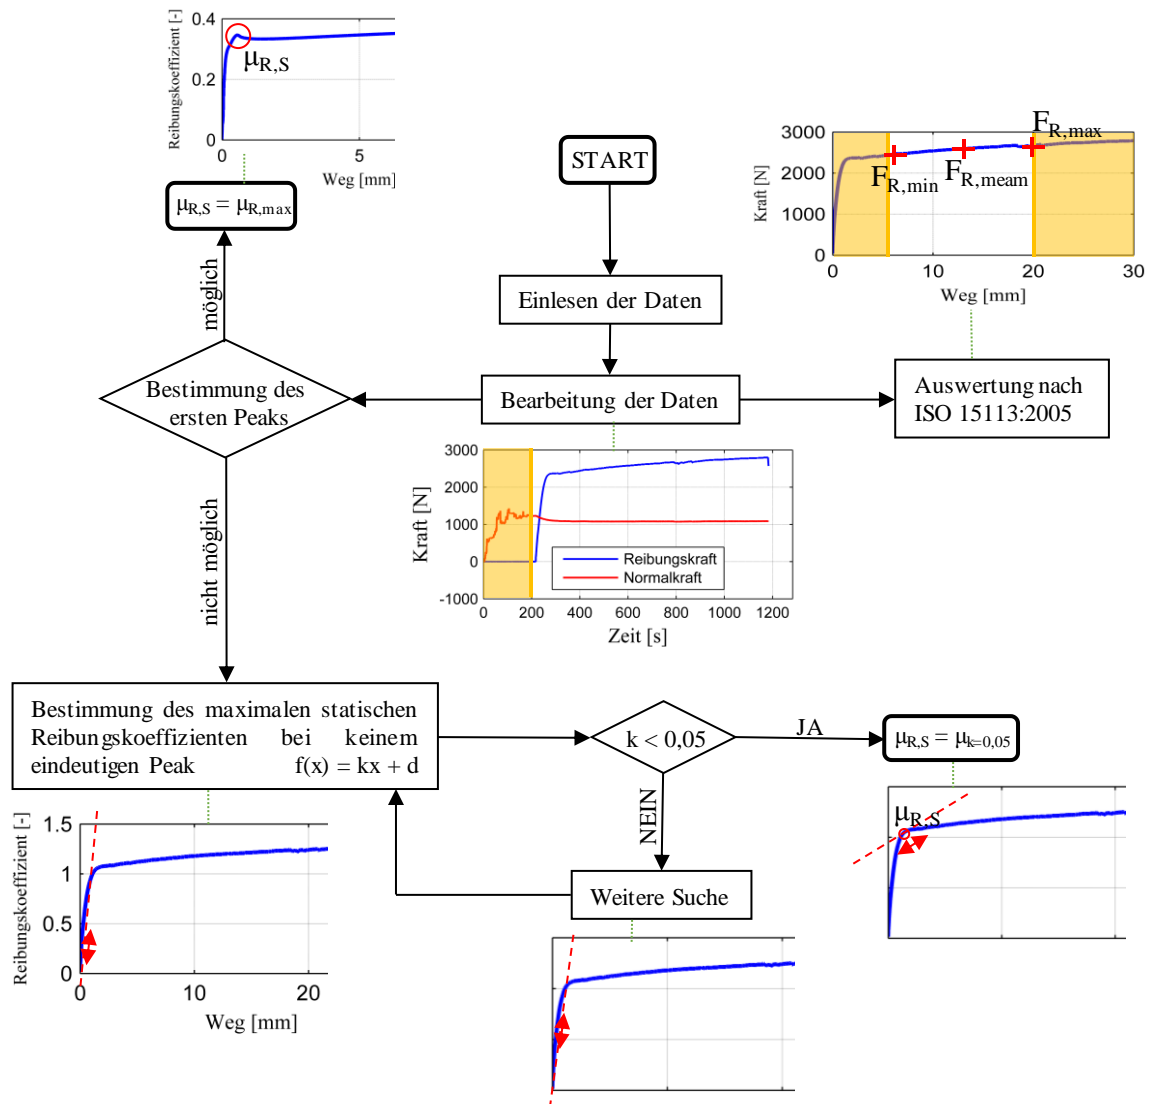 0.4
0.2
0
0
5
Reibungskoeffizient [-]
Weg [mm]
μR,S
μR,S = μR,max
möglich
Bestimmung des
ersten Peaks
nicht möglich
START
Einlesen der Daten
Bearbeitung der Daten
3000
2000
1000
0
0
10
20
30
Kraft [N]
Weg [mm]
FR,min
FR,meam
FR,max
Auswertung nach
ISO 15113:2005
3000
2000
1000
0
-1000
0
200
400
600
800
1000
1200
Kraft [N]
Zeit [s]
Reibungskraft
Normalkraft
Bestimmung des maximalen statischen
Reibungskoeffizienten bei keinem
eindeutigen Peak f(x) = kx + d
k < 0,05
JA
μR,S = μk=0,05
NEIN
Weitere Suche
μR,S
1.5
1
0.5
0
0
10
20
Reibungskoeffizient [-]
Weg [mm]